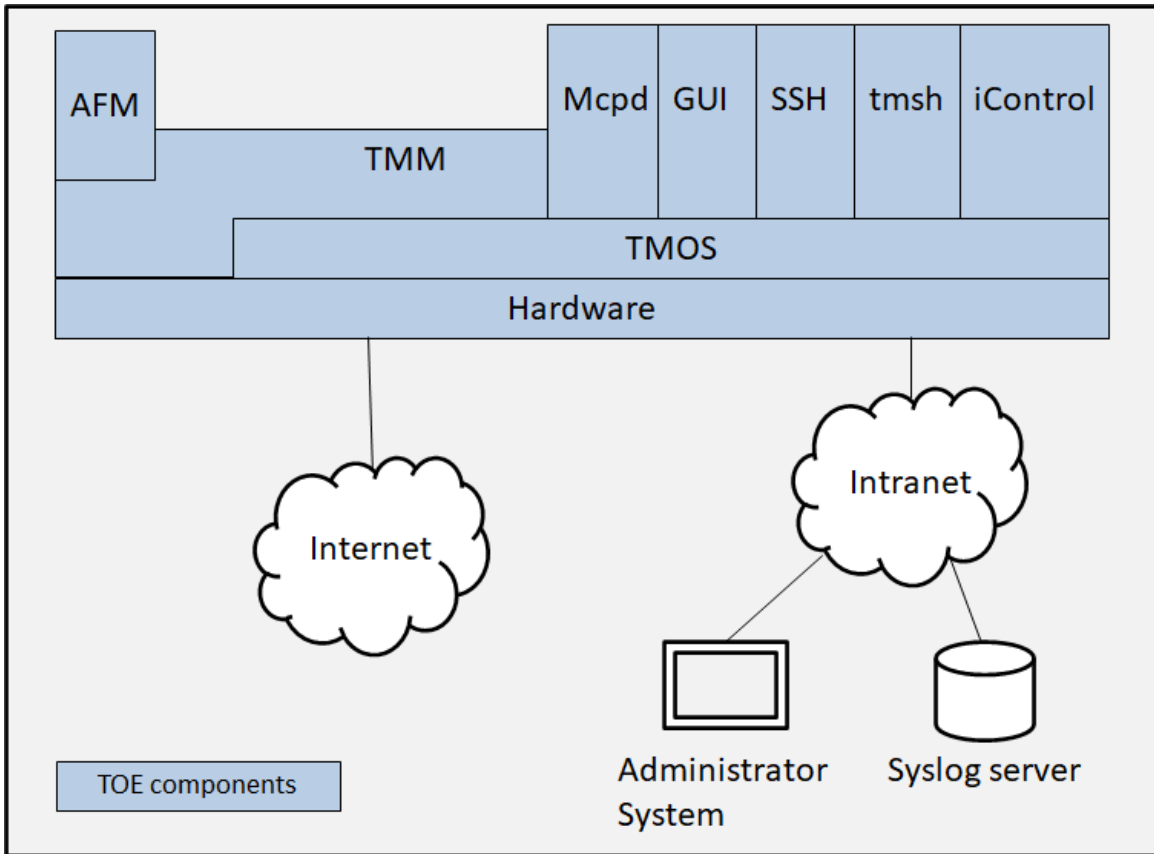 AFM
Mcpd
GUI
SSH
tmsh
iControl
TMM
TMOS
Hardware
Internet
Intranet
Administrator
System
Syslog server
TOE components